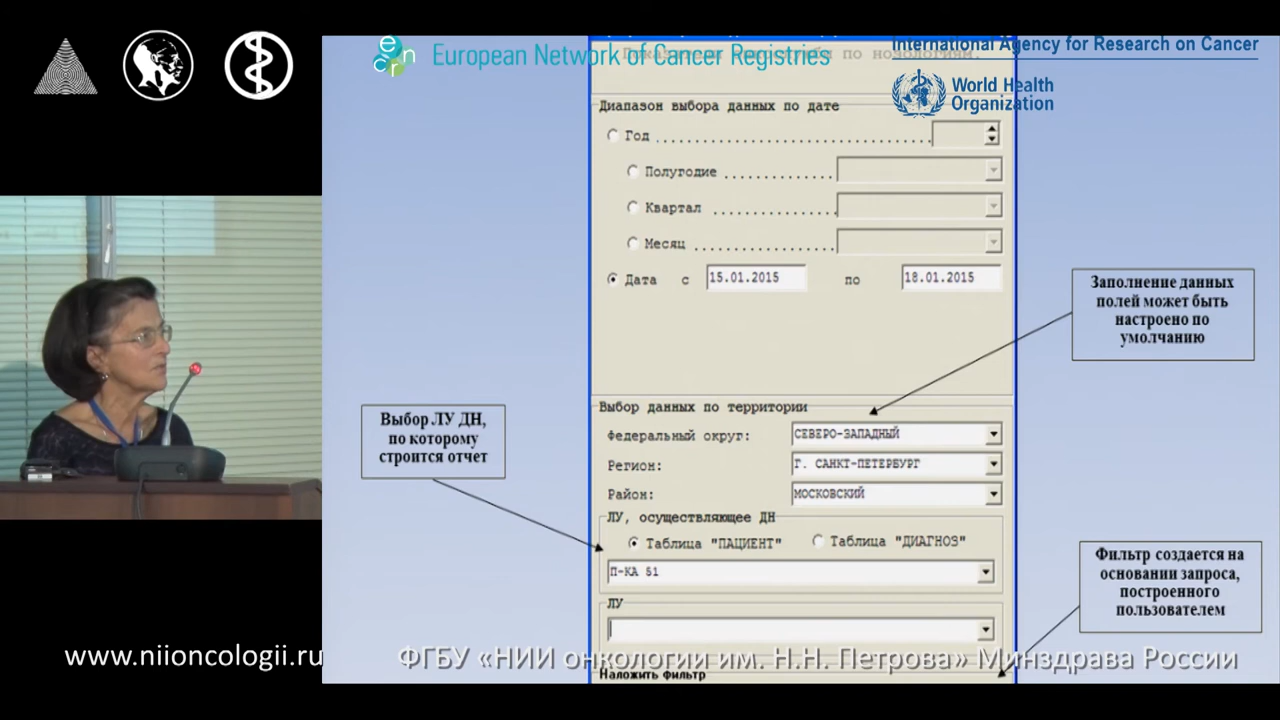 ern European Network of Cancer Registries
International Agency for Research on Cancer
World Health
Organization
Диапазон выбора данных по дате
Год
Полугодие
Квартал
Месяц
Дата с 15.01.2015 по 18.01.2015
Заполнение данных
полей может быть
настроено по
умолчанию
Выбор ЛУ ДН,
по которому
строится отчет
Выбор данных по территории
Федеральный округ: СЕВЕРО-ЗАПАДНЫЙ
Регион: Г. САНКТ-ПЕТЕРБУРГ
Район: МОСКОВСКИЙ
ЛУ, осуществляющее ДН
Таблица "ПАЦИЕНТ" Таблица "ДИАГНОЗ"
П-КА 51
ЛУ
Фильтр создается на
основании запроса,
построенного
пользователем
www.niioncologii.ru
ФГБУ «НИИ онкологии им. Н.Н. Петрова» Минздрава России
Наложить фильтр